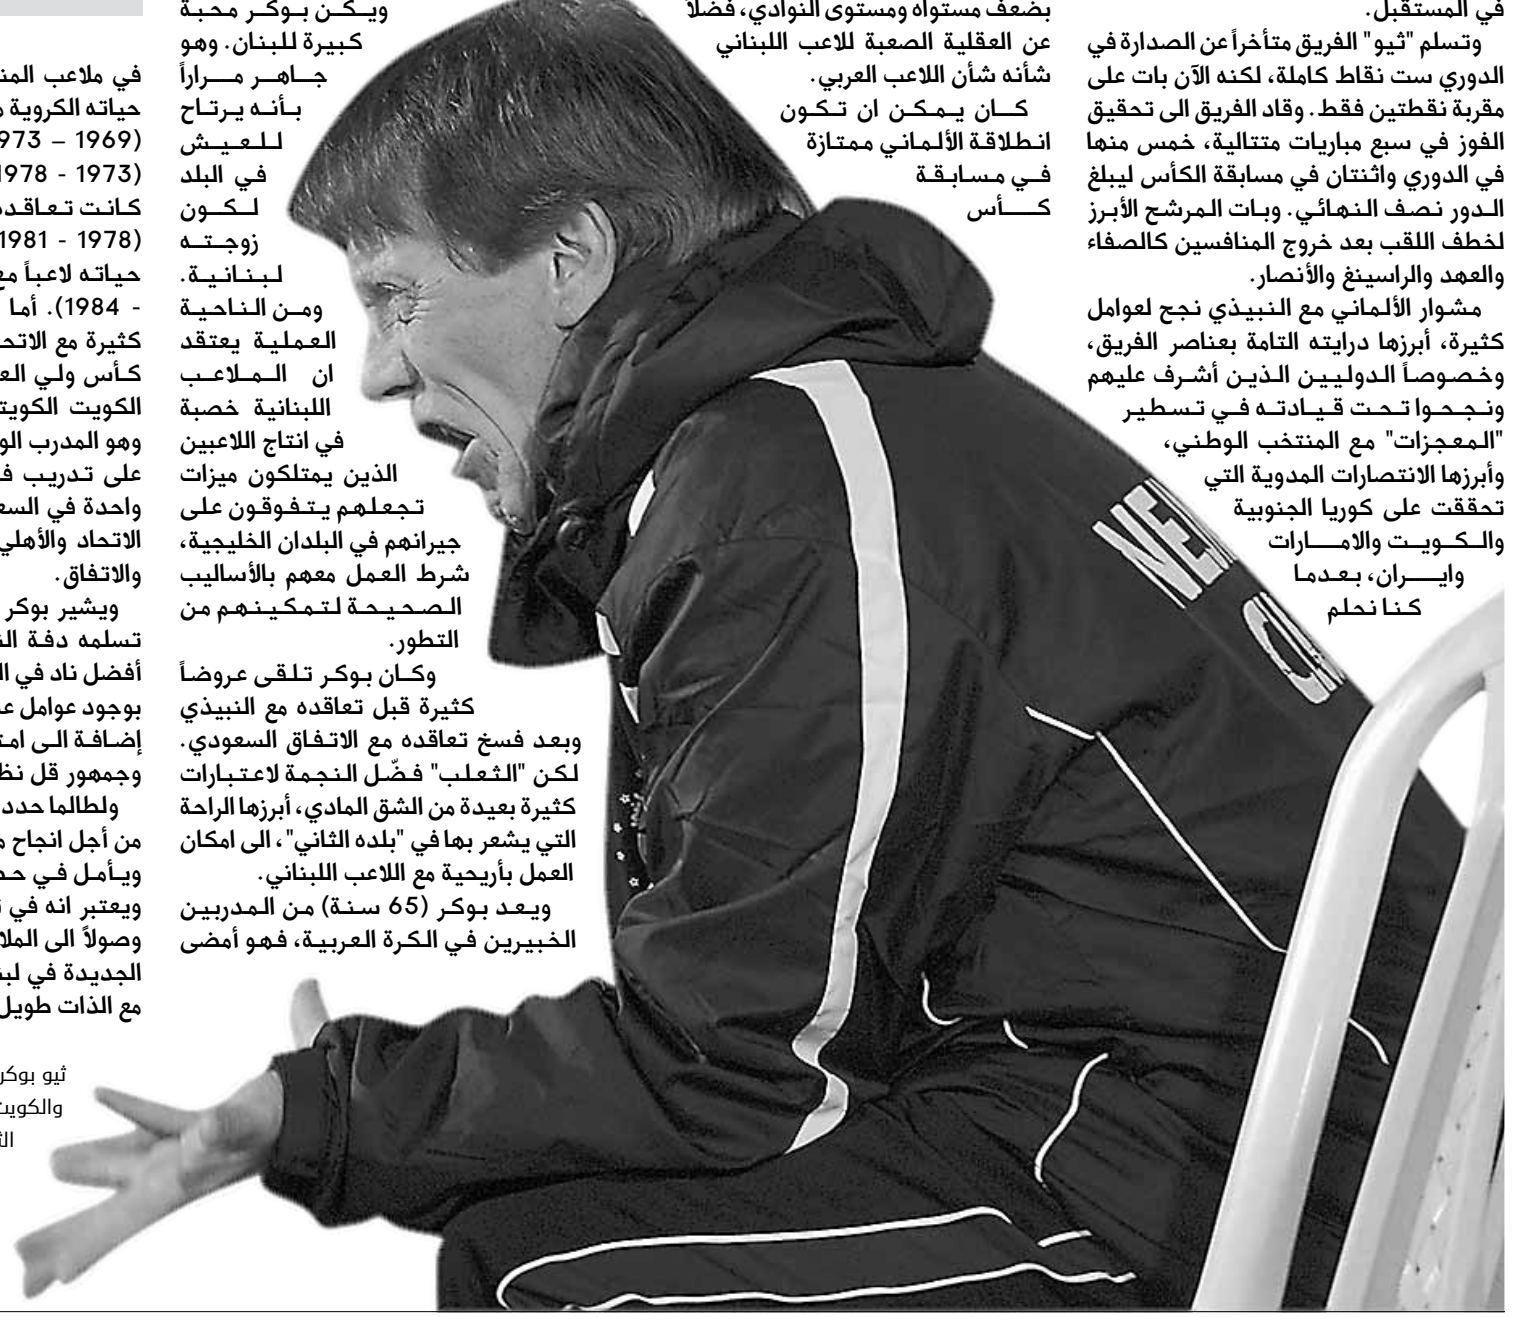 في المستقبل.
وتسلم "ثيو" الفريق متأخراً عن الصدارة في
الدوري ست نقاط كاملة، لكنه الآن بات على
مقربة نقطتين فقط. وقاد الفريق الى تحقيق
الفوز في سبع مباريات متتالية، خمس منها
في الدوري واثنتان في مسابقة الكأس ليبلغ
الدور نصف النهائي. وبات المرشح الأبرز
لخطف اللقب بعد خروج المنافسين كالصفاء
والعهد والراسينغ والأنصار.
مشوار الألماني مع النبيذي نجح لعوامل
كثيرة، أبرزها درايته التامة بعناصر الفريق،
وخصوصاً الدوليين الذين أشرف عليهم
ونجحوا تحت قيادته في تسطير
"المعجزات" مع المنتخب الوطني،
وأبرزها الانتصارات المدوية التي
تحققت على كوريا الجنوبية
والكويت والامارات
وايران، بعدما
كنا نحلم
بضعف مستواه ومستوى النوادي، فضلاً
عن العقلية الصعبة للاعب اللبناني
شأنه شأن اللاعب العربي.
كان يمكن ان تكون
انطلاقة الألماني ممتازة
في مسابقة
كأس
ويكن بوكر محبة
كبيرة للبنان. وهو
جاهر مراراً
بأنه يرتاح
للعيش
في البلد
لكون
زوجته
لبنانية.
ومن الناحية
العملية يعتقد
ان الملاعب
اللبنانية خصبة
في انتاج اللاعبين
الذين يمتلكون ميزات
تجعلهم يتفوقون على
جيرانهم في البلدان الخليجية،
شرط العمل معهم بالأساليب
الصحيحة لتمكينهم من
التطور.
وكان بوكر تلقى عروضاً
كثيرة قبل تعاقده مع النبيذي
وبعد فسخ تعاقده مع الاتفاق السعودي.
لكن "الثعلب" فضّل النجمة لاعتبارات
كثيرة بعيدة من الشق المادي، أبرزها الراحة
التي يشعر بها في "بلده الثاني"، الى امكان
العمل بأريحية مع اللاعب اللبناني.
ويعد بوكر (65 سنة) من المدربين
الخبيرين في الكرة العربية، فهو أمضى
في ملاعب
حياته الكروية
(1969 –
(1973 - 1978
كانت
(1978 - 1981
حياته لاعباً
- 1984). أما
كثيرة مع
كأس ولي
الكويت
وهو المدرب
على تدريب
واحدة في
الاتحاد والأهلي
والاتفاق.
ويشير بوكر
تسلمه دفة
أفضل ناد في
بوجود عوامل
إضافة الى
وجمهور قل
ولطالما حدد
من أجل انجاح
ويأمل في
ويعتبر انه في
وصولاً الى
الجديدة في
مع الذات طويل
ثيو بوكر
NE